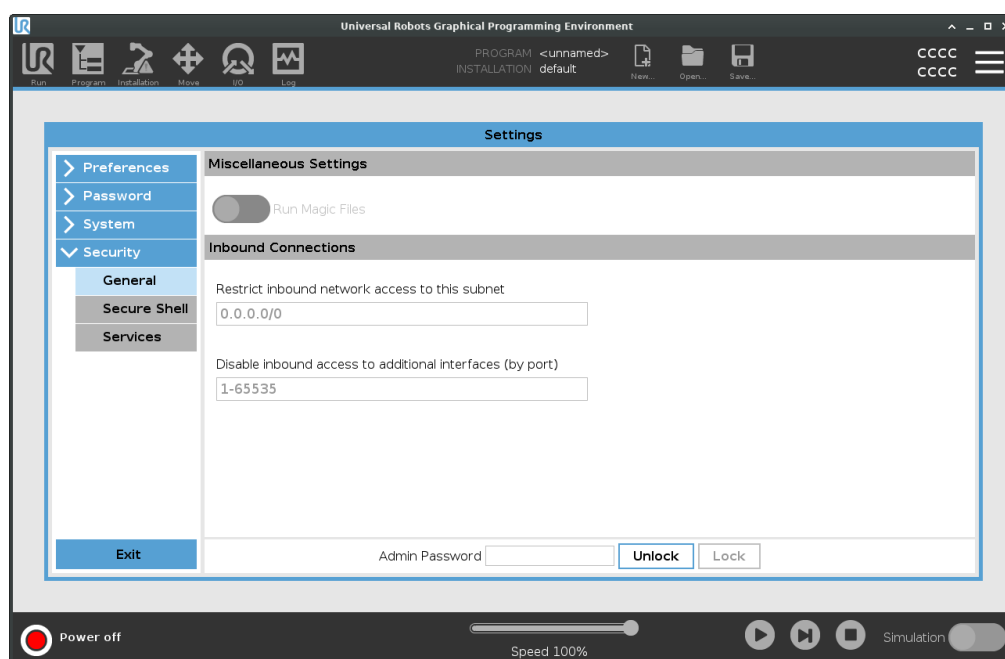 UR
Universal Robots Graphical Programming Environment
UR
Run
Program
Installation
Move
I/O
Log
PROGRAM <unnamed>
INSTALLATION default
New...
Open...
Save...
CCCC
CCCC
Settings
Preferences
Password
System
Security
General
Secure Shell
Services
Exit
Miscellaneous Settings
Run Magic Files
Inbound Connections
Restrict inbound network access to this subnet
0.0.0.0/0
Disable inbound access to additional interfaces (by port)
1-65535
Admin Password
Unlock
Lock
Power off
Speed 100%
Simulation